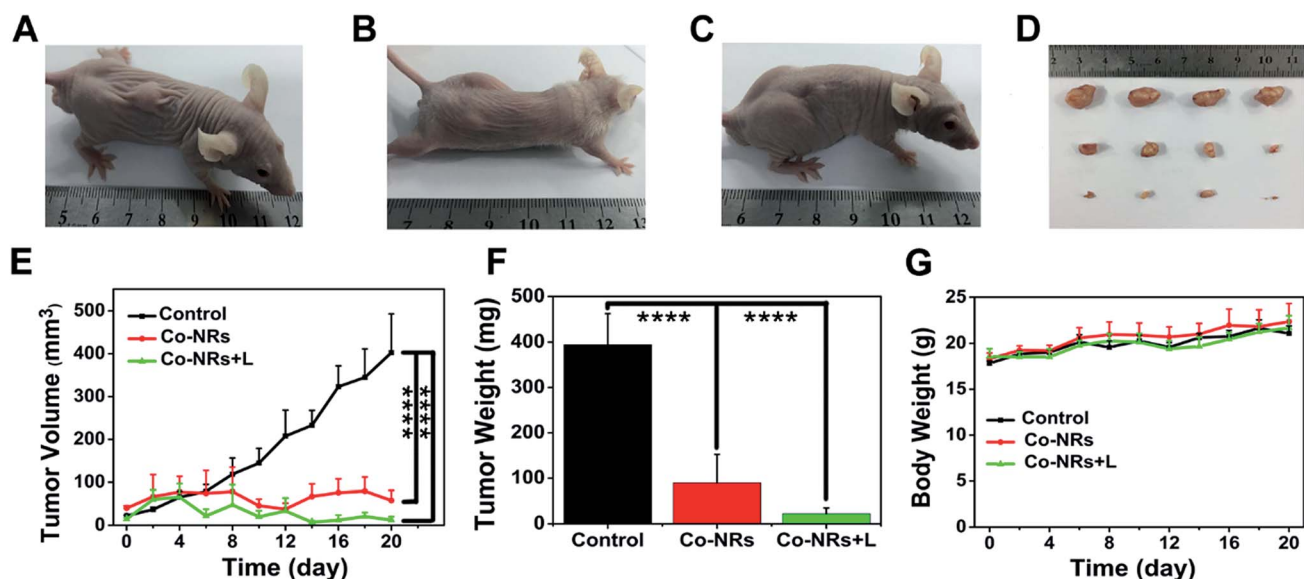 A
B
C
D
5 6 7 8 9 10 11 12
7 8 9 10 11 12 13
6 7 8 9 10 11 12
2 3 4 5 6 7 8 9 10 11
E
F
G
Tumor Volume (mm³)
500
400
300
200
100
0
Control
Co-NRs
Co-NRs+L
****
****
0 4 8 12 16 20
Time (day)
Tumor Weight (mg)
500
400
300
200
100
0
**** ****
Control Co-NRs Co-NRs+L
Body Weight (g)
25
20
15
10
5
0
Control
Co-NRs
Co-NRs+L
0 4 8 12 16 20
Time (day)